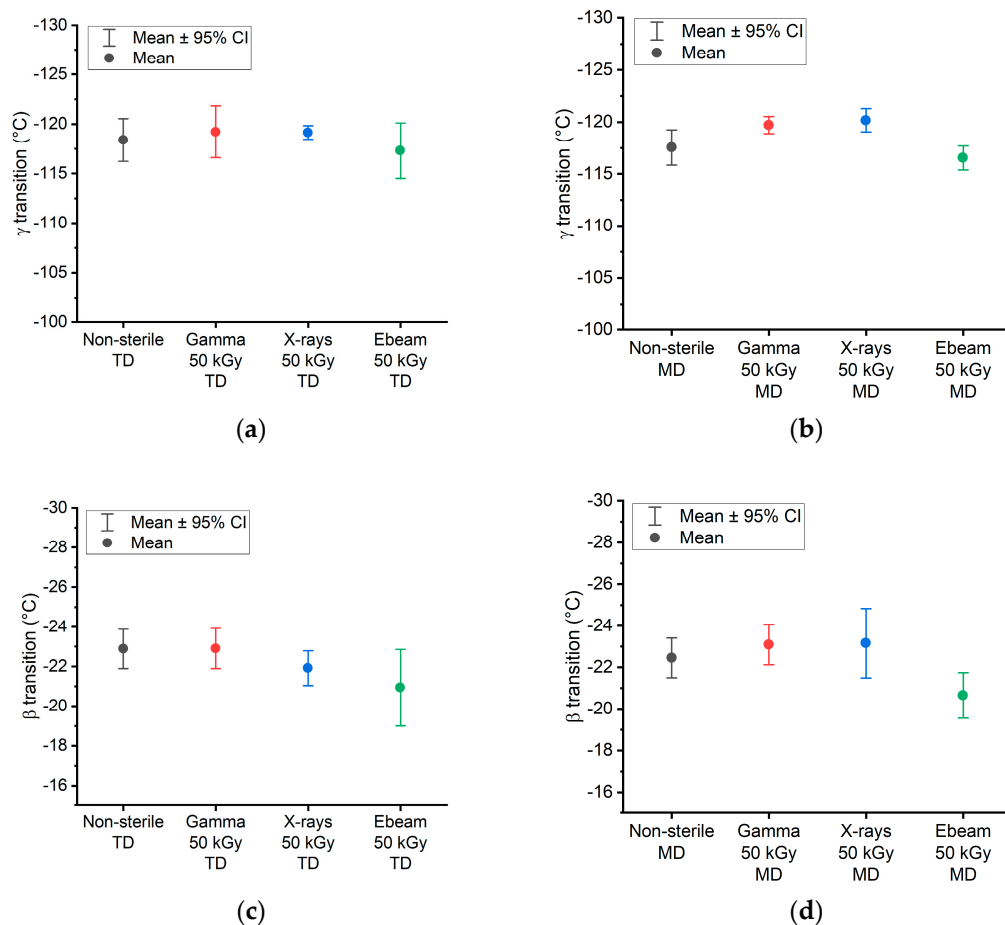 -130
-125
-120
-115
-110
-105
-100
γ transition (°C)
Mean ± 95% CI
Mean
Non-sterile
TD
Gamma
50 kGy
TD
X-rays
50 kGy
TD
Ebeam
50 kGy
TD
(a)
-130
-125
-120
-115
-110
-105
-100
γ transition (°C)
Mean ± 95% CI
Mean
Non-sterile
MD
Gamma
50 kGy
MD
X-rays
50 kGy
MD
Ebeam
50 kGy
MD
(b)
-30
-28
-26
-24
-22
-20
-18
-16
β transition (°C)
Mean ± 95% CI
Mean
Non-sterile
TD
Gamma
50 kGy
TD
X-rays
50 kGy
TD
Ebeam
50 kGy
TD
(c)
-30
-28
-26
-24
-22
-20
-18
-16
β transition (°C)
Mean ± 95% CI
Mean
Non-sterile
MD
Gamma
50 kGy
MD
X-rays
50 kGy
MD
Ebeam
50 kGy
MD
(d)